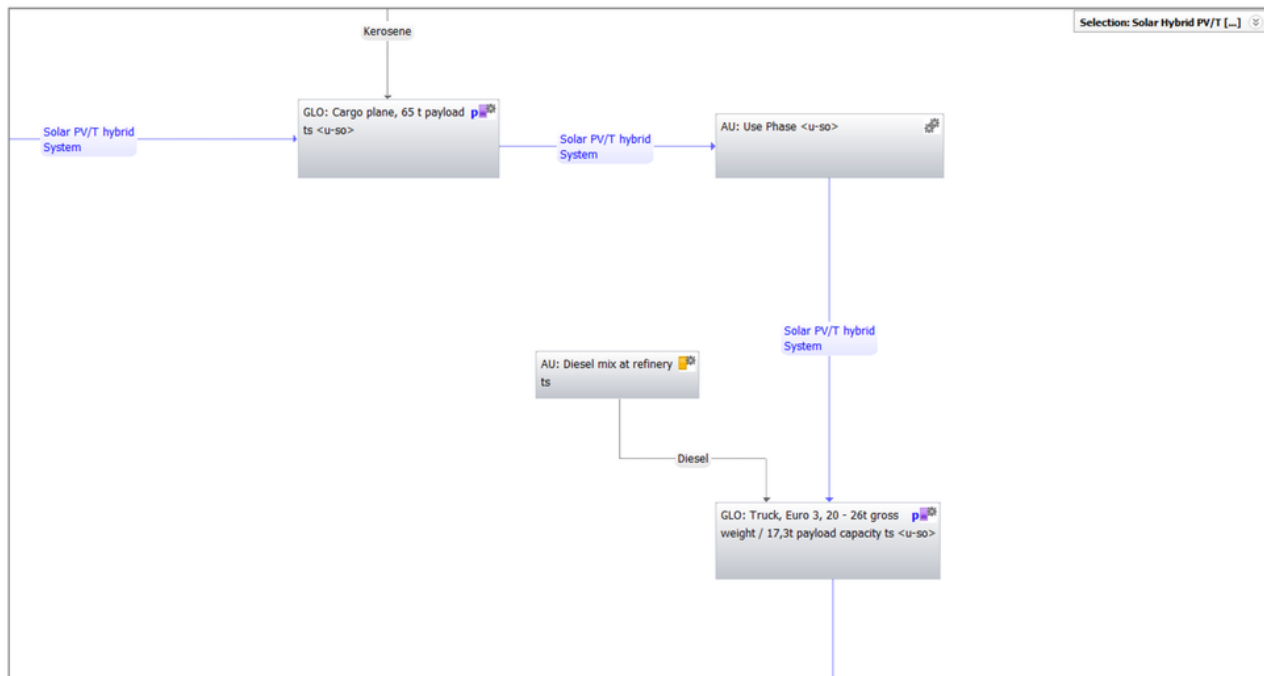 Selection: Solar Hybrid PV/T [...]
Kerosene
GLO: Cargo plane, 65 t payload p
ts <u-so>
Solar PV/T hybrid
System
Solar PV/T hybrid
System
AU: Use Phase <u-so>
Solar PV/T hybrid
System
AU: Diesel mix at refinery
ts
Diesel
GLO: Truck, Euro 3, 20 - 26t gross p
weight / 17,3t payload capacity ts <u-so>